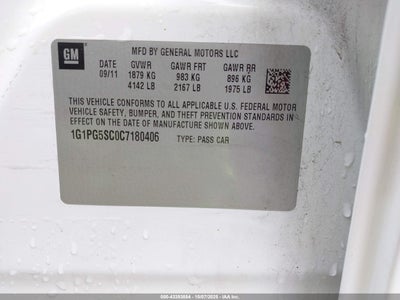 GM
MFD BY GENERAL MOTORS LLC
DATE GVWR GAWR FRT GAWR RR
09/11 1879 KG 983 KG 896 KG
4142 LB 2167 LB 1975 LB
THIS VEHICLE CONFORMS TO ALL APPLICABLE U.S. FEDERAL MOTOR
VEHICLE SAFETY, BUMPER, AND THEFT PREVENTION STANDARDS IN
EFFECT ON THE DATE OF MANUFACTURE SHOWN ABOVE.
1G1PG5SC0C7180406 TYPE: PASS CAR